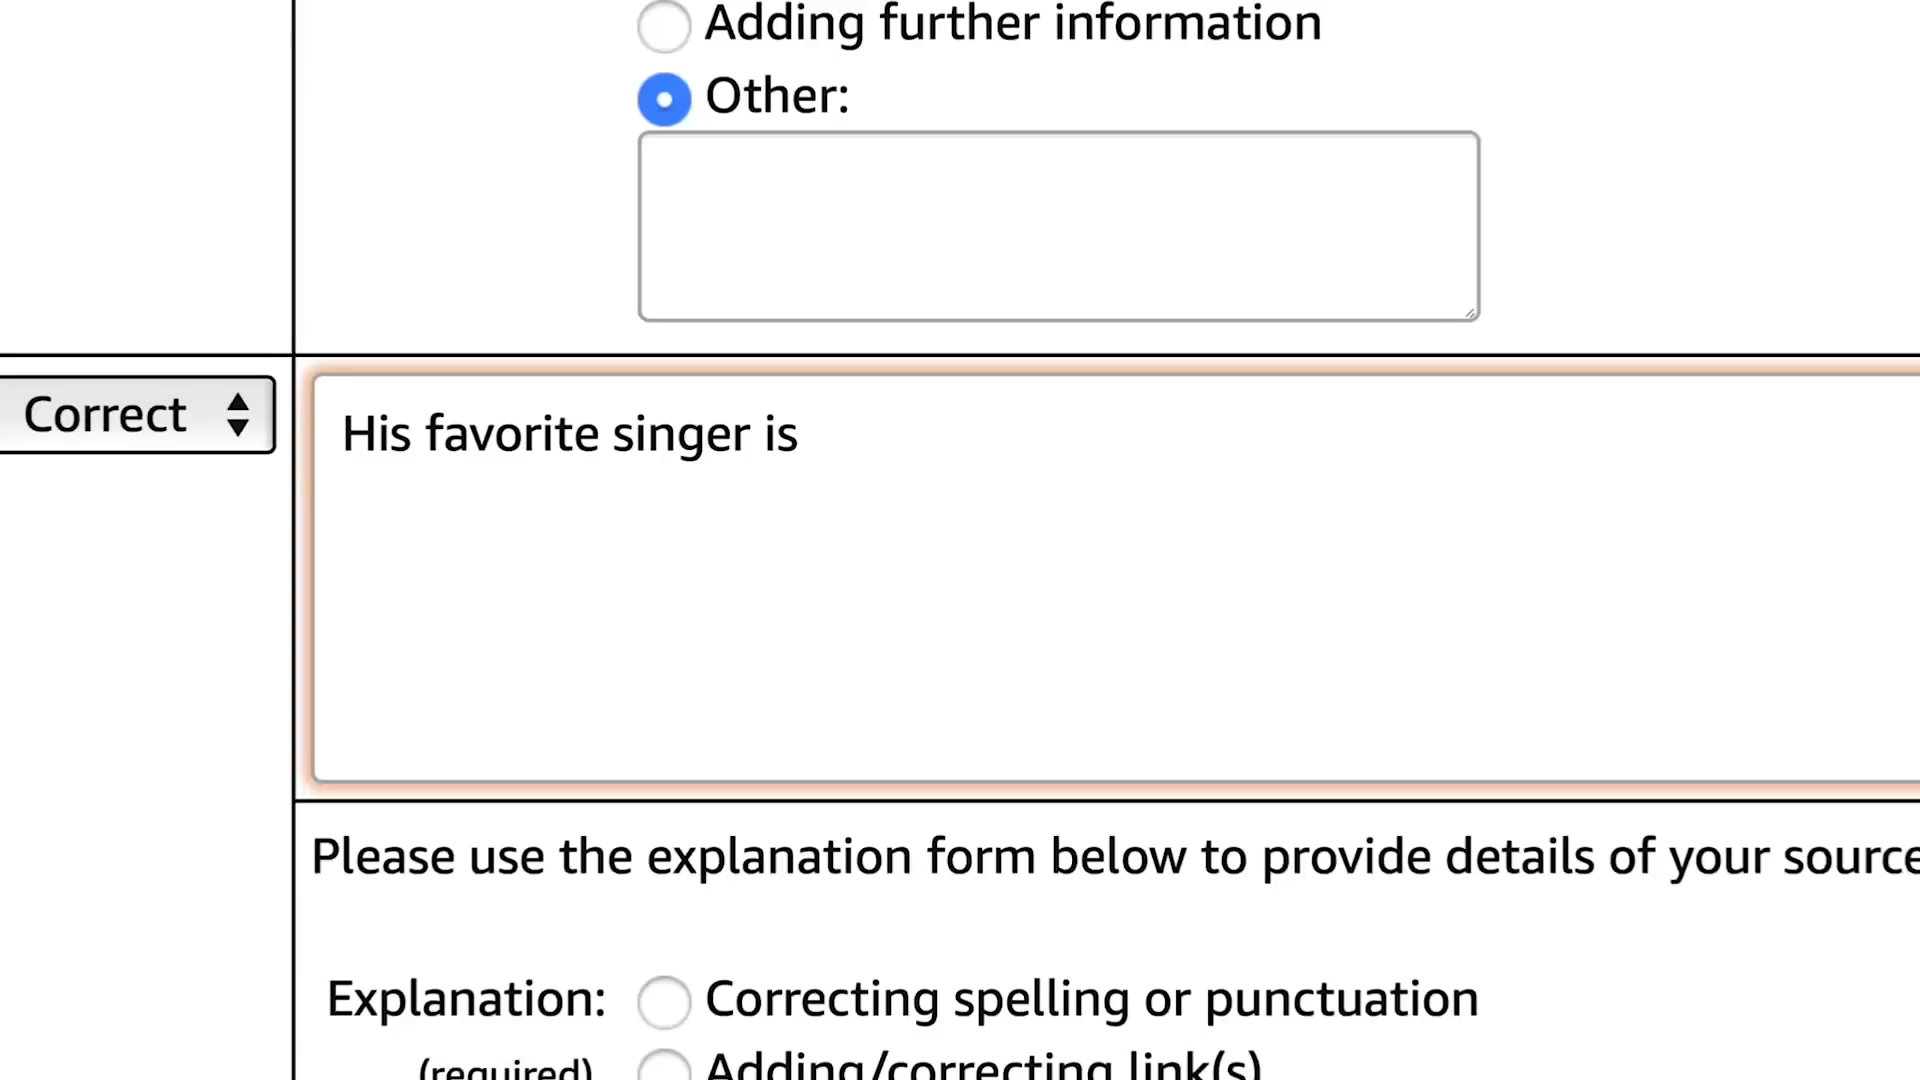 Adding further information
Other:
Correct
His favorite singer is
Please use the explanation form below to provide details of your source
Explanation:
Correcting spelling or punctuation
(required)
Adding/correcting link(s)